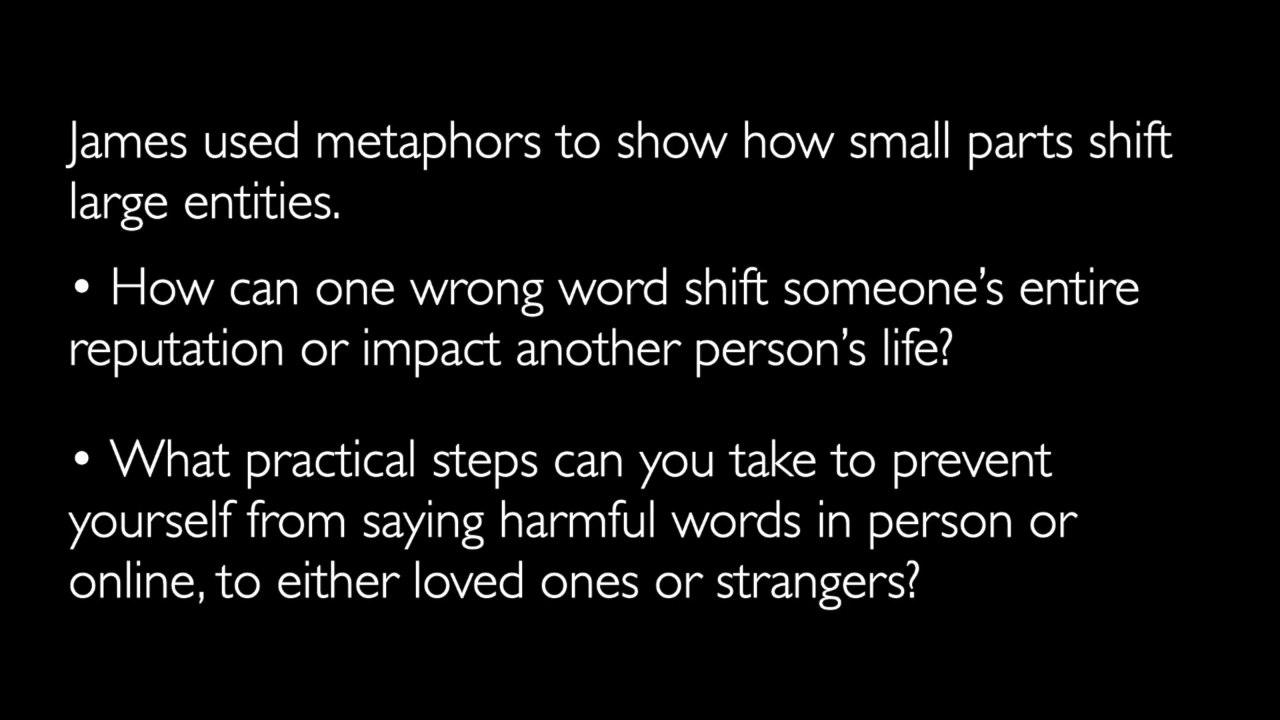 James used metaphors to show how small parts shift
large entities.
• How can one wrong word shift someone’s entire
reputation or impact another person’s life?
• What practical steps can you take to prevent
yourself from saying harmful words in person or
online, to either loved ones or strangers?